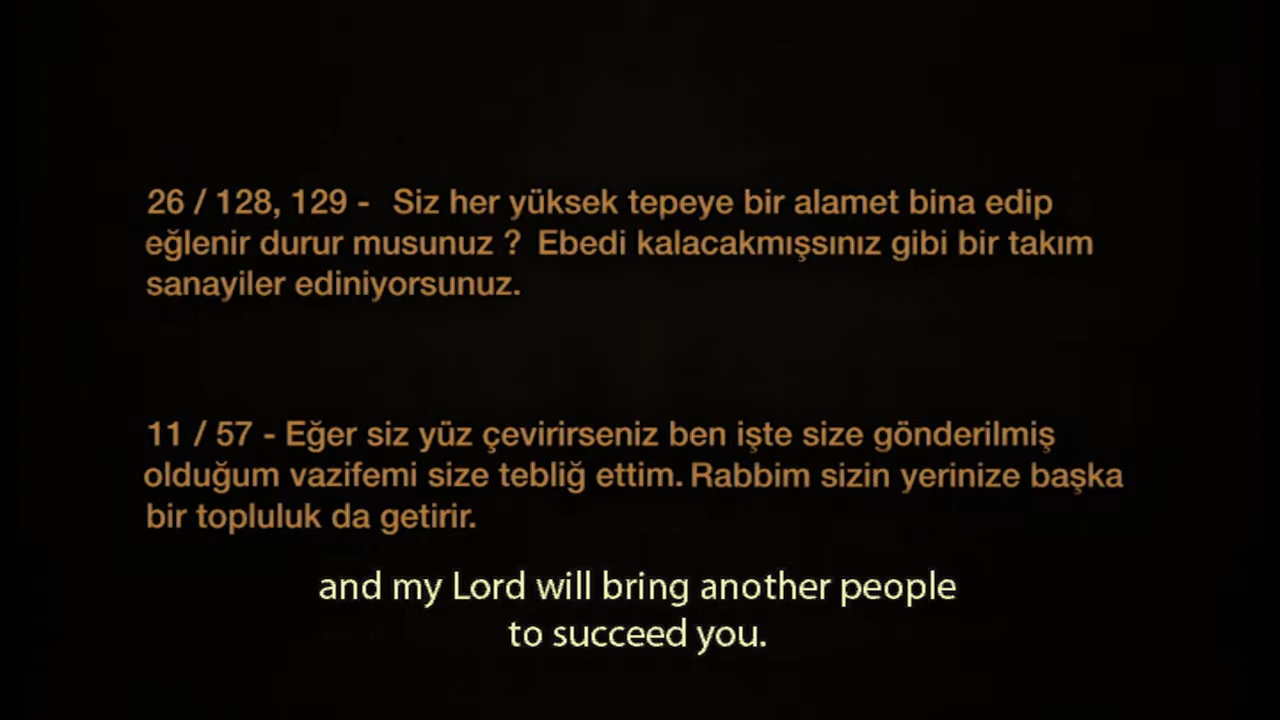 26 / 128, 129 - Siz her yüksek tepeye bir alamet bina edip
eğlenir durur musunuz ? Ebedi kalacakmışsınız gibi bir takım
sanayiler ediniyorsunuz.
11 / 57 - Eğer siz yüz çevirirseniz ben işte size gönderilmiş
olduğum vazifemi size tebliğ ettim. Rabbim sizin yerinize başka
bir topluluk da getirir.
and my Lord will bring another people
to succeed you.